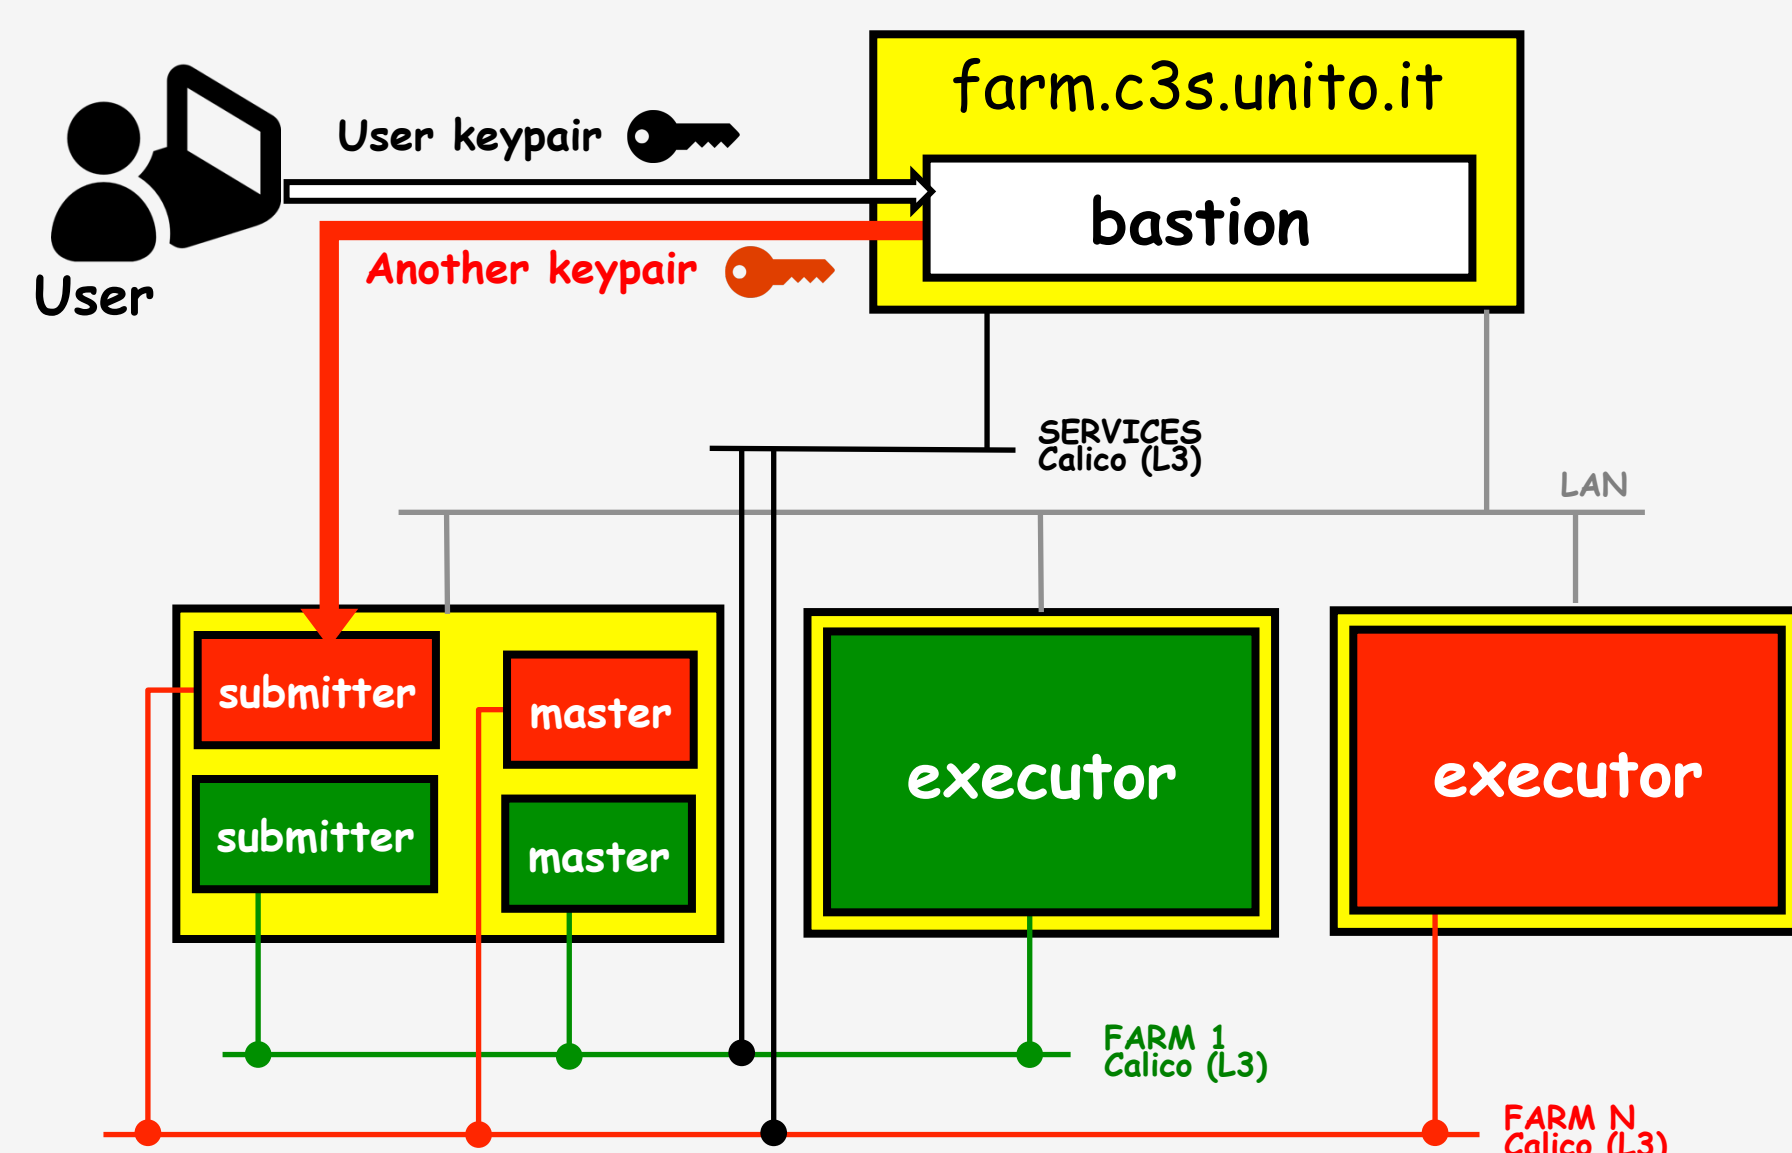 farm.c3s.unito.it
User keypair
bastion
Another keypair
User
SERVICES
Calico (L3)
LAN
submitter
master
executor
executor
submitter
master
FARM 1
Calico (L3)
FARM N
Calico (L3)